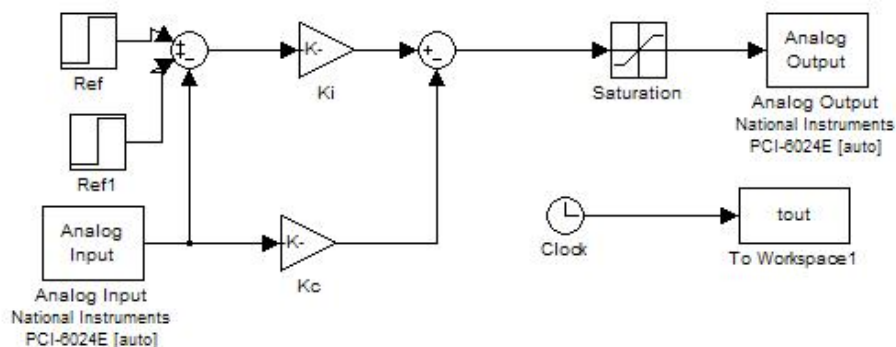 Ref
Ref1
Analog
Input
Analog Input
National Instruments
PCI-6024E [auto]
K-
Ki
K-
Kc
Saturation
Analog
Output
Analog Output
National Instruments
PCI-6024E [auto]
Clock
tout
To Workspace1